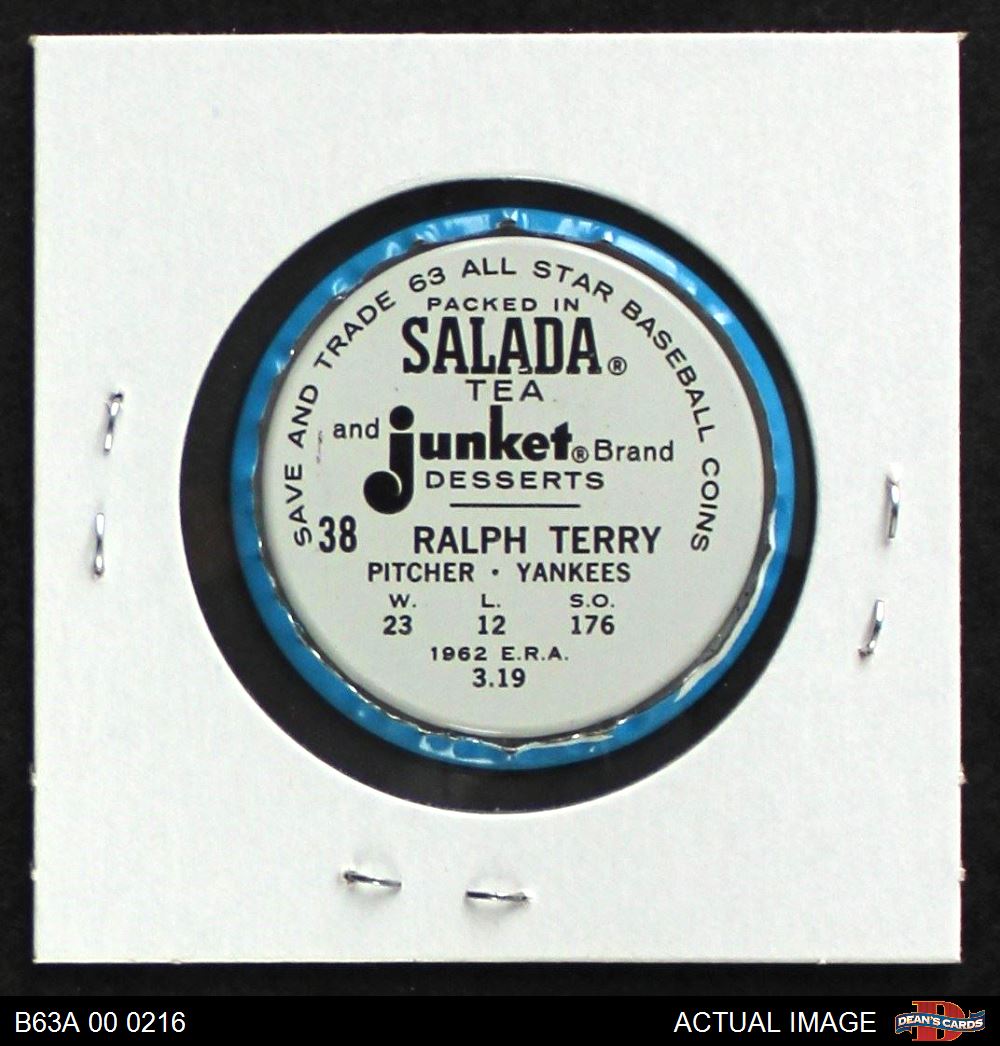 SAVE AND TRADE 63 ALL STAR BASEBALL COINS
PACKED IN
SALADA®
TEA
and junket® Brand
DESSERTS
38 RALPH TERRY
PITCHER · YANKEES
W. L. S.O.
23 12 176
1962 E.R.A.
3.19
B63A 00 0216
ACTUAL IMAGE
DEAN'S CARDS